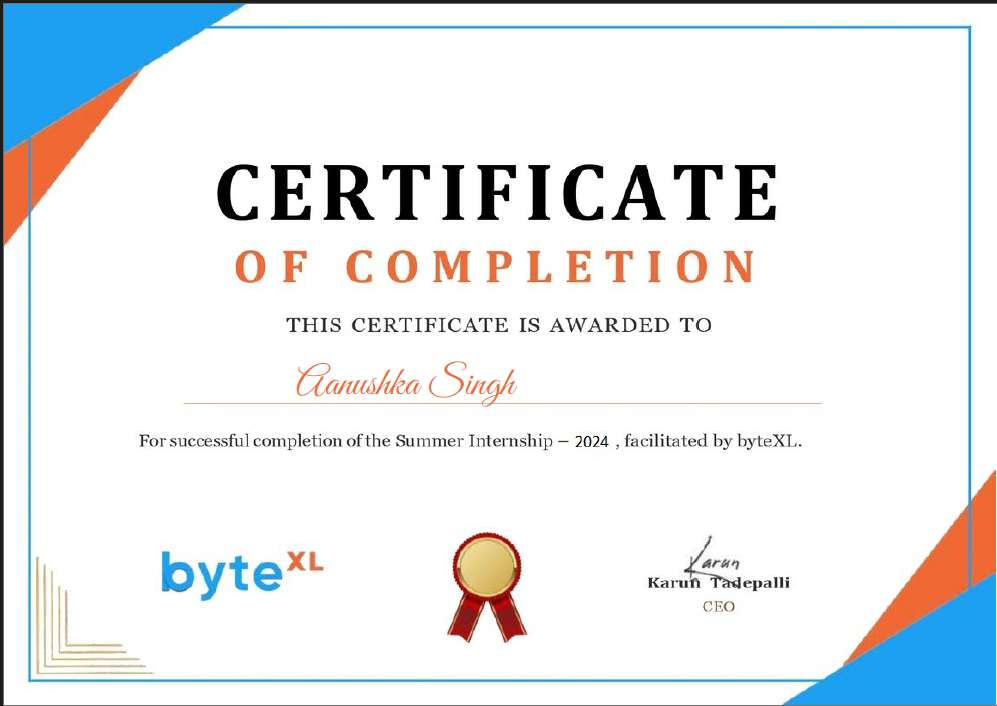 CERTIFICATE
OF COMPLETION
THIS CERTIFICATE IS AWARDED TO
Aanushka Singh
For successful completion of the Summer Internship – 2024 , facilitated by byteXL.
byteXL
Karun
Karun Tadepalli
CEO